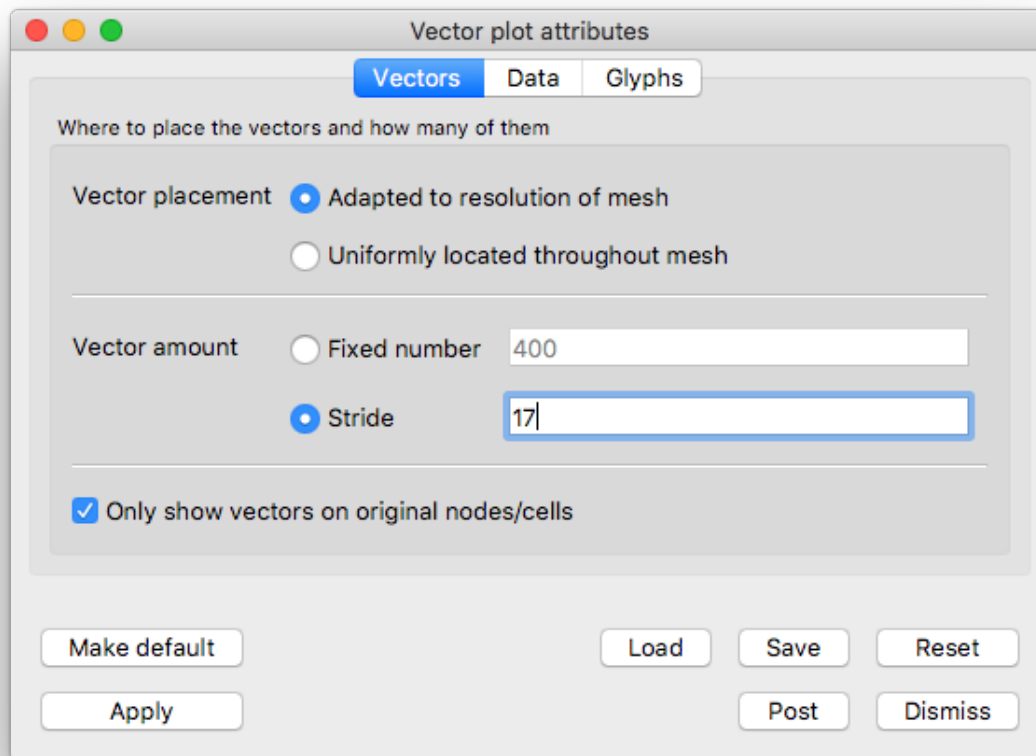 Vector plot attributes
Vectors Data Glyphs
Where to place the vectors and how many of them
Vector placement Adapted to resolution of mesh
Uniformly located throughout mesh
Vector amount Fixed number 400
Stride 17
Only show vectors on original nodes/cells
Make default Load Save Reset
Apply Post Dismiss